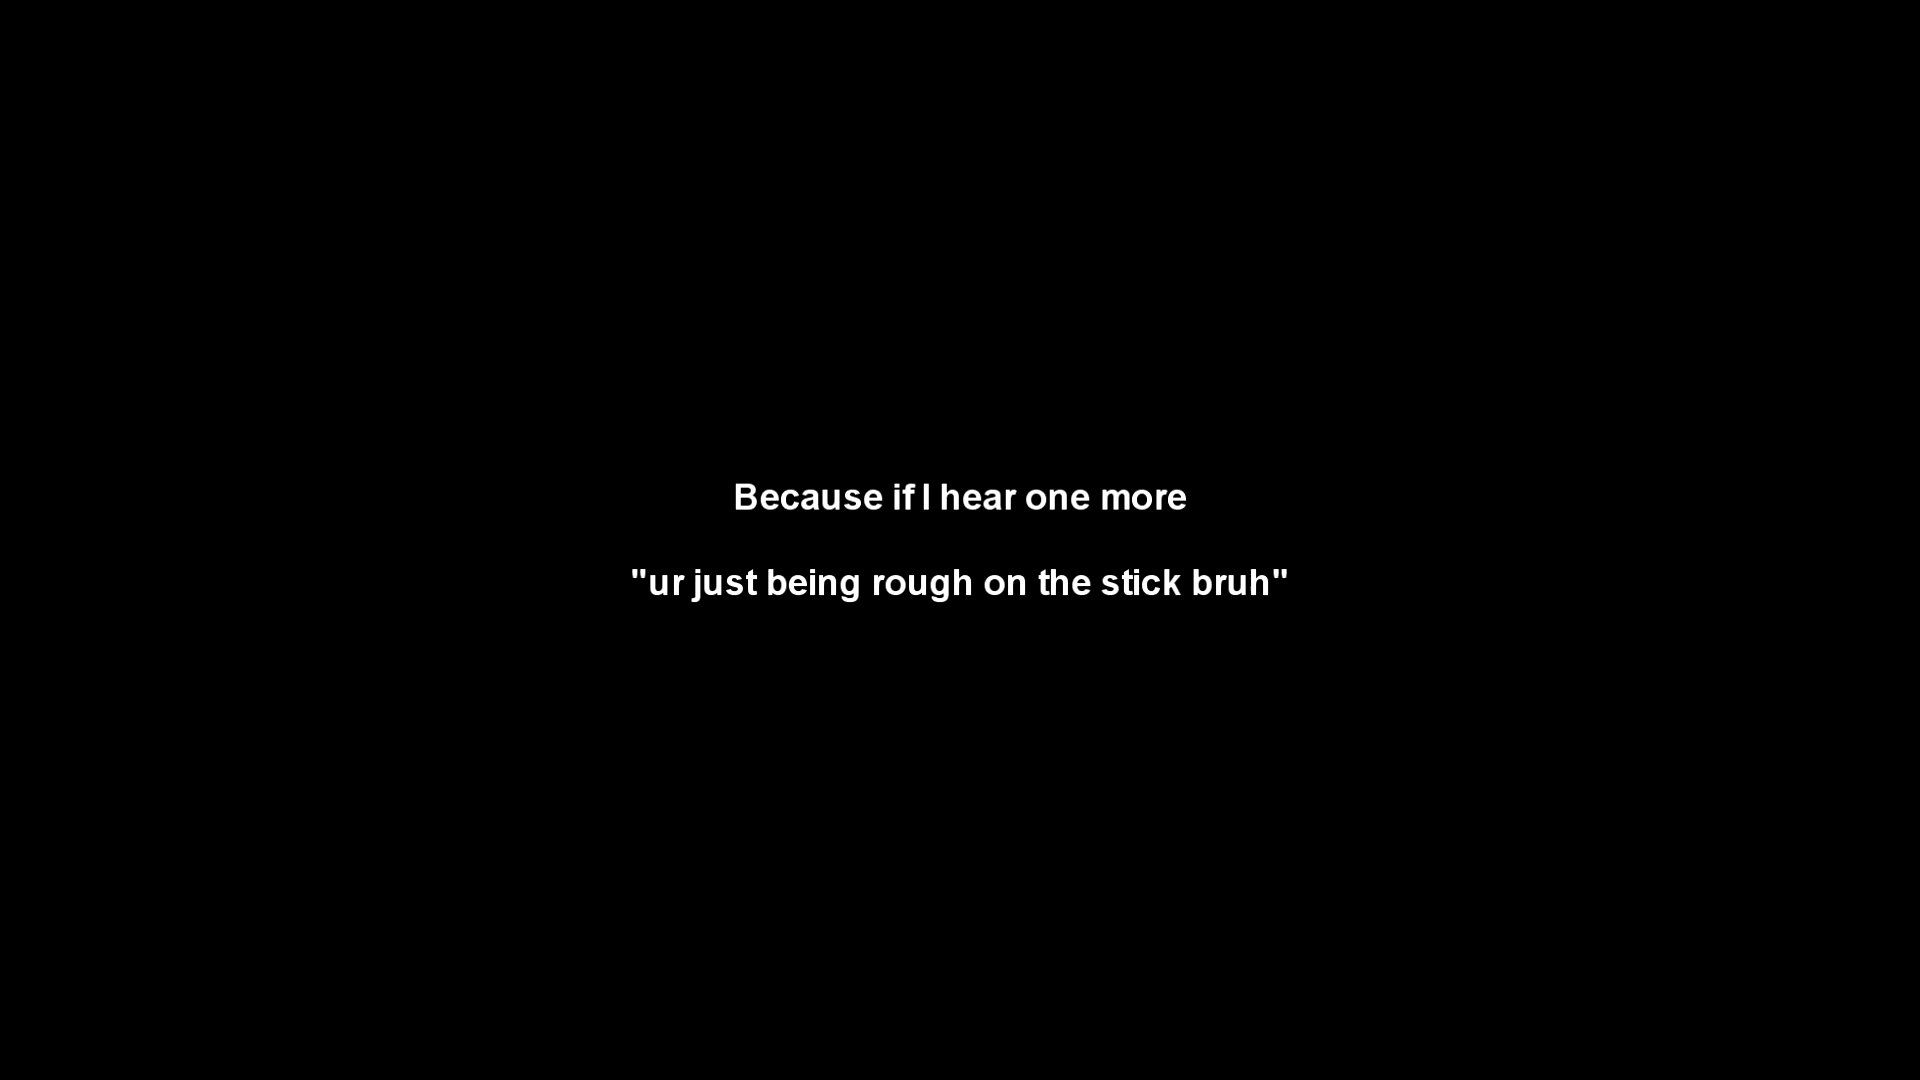 Because if I hear one more
"ur just being rough on the stick bruh"